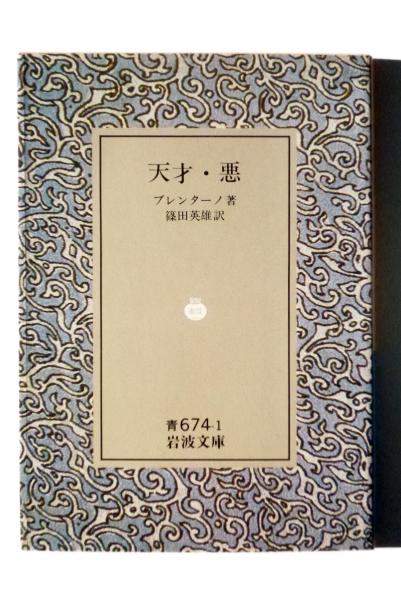 天才・悪
ブレンターノ著
篠田英雄訳
青674-1
岩波文庫